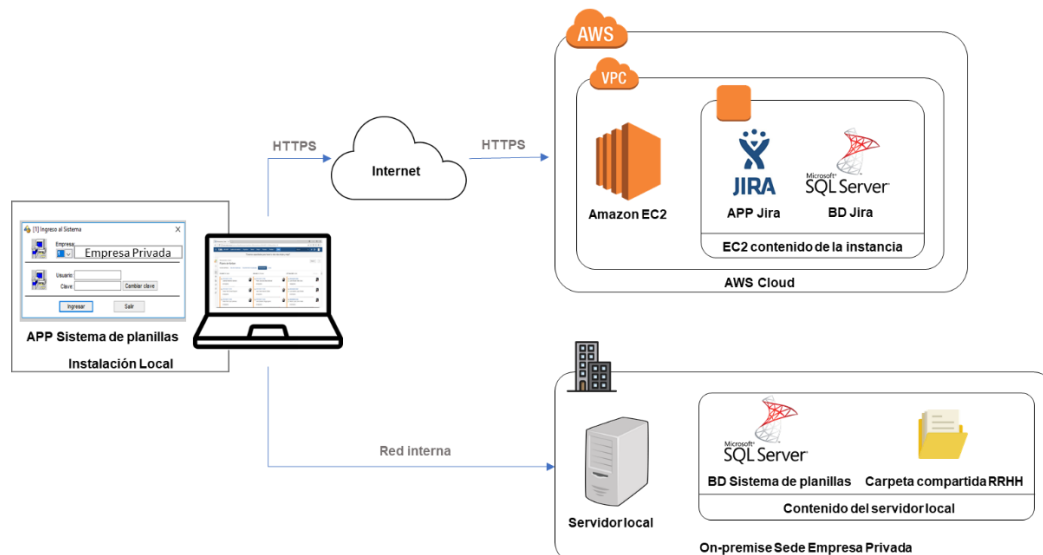 AWS
VPC
HTTPS
HTTPS
Internet
Amazon EC2
JIRA
Microsoft®
SQL Server
APP Jira
BD Jira
EC2 contenido de la instancia
AWS Cloud
[1] Ingreso al Sistema
X
Empresa
Empresa Privada
Usuario:
Clave:
Cambiar clave
Ingresar
Salir
APP Sistema de planillas
Instalación Local
Red interna
Servidor local
Microsoft®
SQL Server
BD Sistema de planillas
Carpeta compartida RRHH
Contenido del servidor local
On-premise Sede Empresa Privada